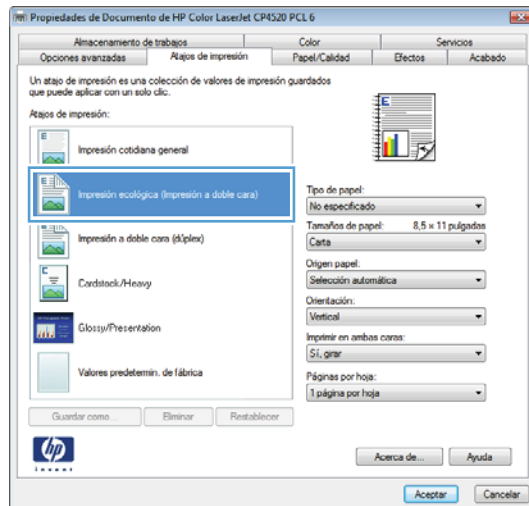 Propiedades de Documento de HP Color LaserJet CP4520 PCL 6
Almacenamiento de trabajos
Color
Servicios
Opciones avanzadas
Atajos de impresión
Papel/Calidad
Efectos
Acabado
Un atajo de impresión es una colección de valores de impresión guardados
que puede aplicar con un solo clic.
Atajos de impresión:
E
Impresión cotidiana general
E
Impresión ecológica (Impresión a doble cara)
Impresión a doble cara (dúplex)
Cardstock/Heavy
Glossy/Presentation
Valores predetermin. de fábrica
Guardar como...
Eliminar
Restablecer
E
Tipo de papel:
No especificado
Tamaños de papel:
8,5 × 11 pulgadas
Carta
Origen papel:
Selección automática
Orientación:
Vertical
Imprimir en ambas caras:
Sí, girar
Páginas por hoja:
1 página por hoja
hp
invent
Acerca de...
Ayuda
Aceptar
Cancelar